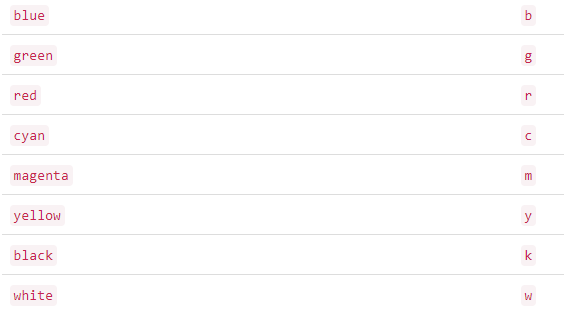 blue b
green g
red r
cyan c
magenta m
yellow y
black k
white w